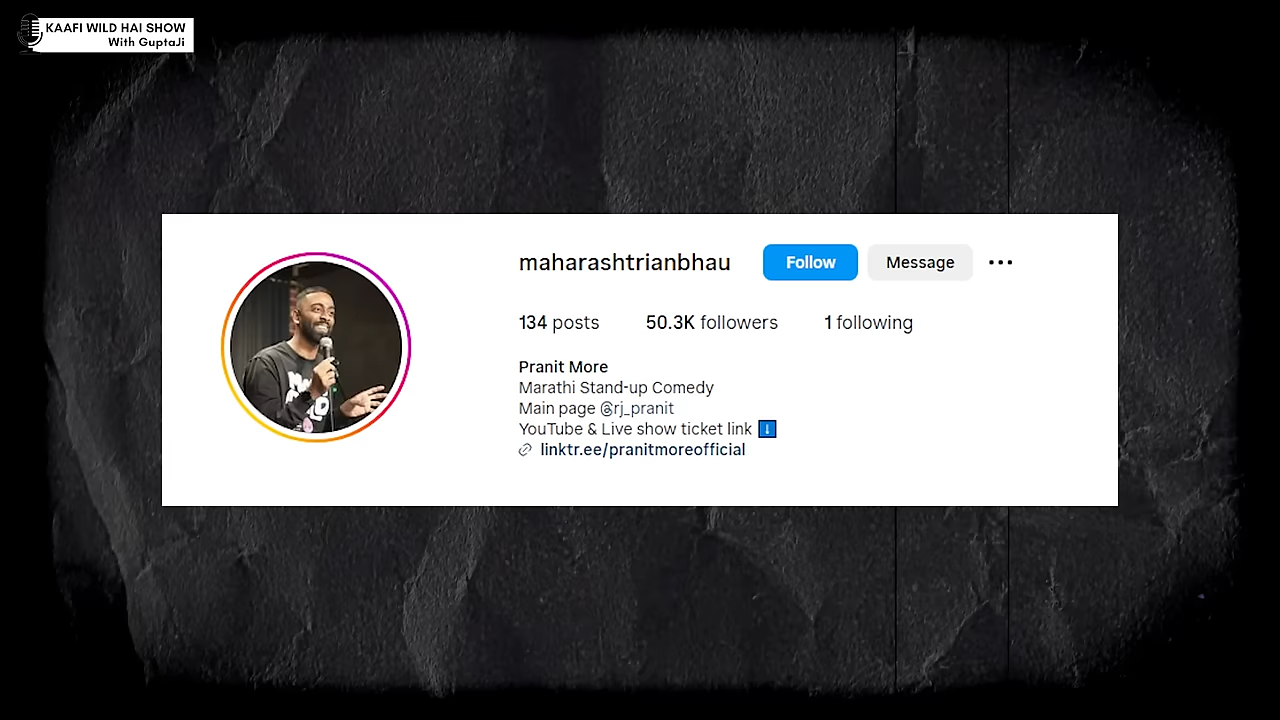 KAAFI WILD HAI SHOW
With GuptaJi
maharashtrianbhau Follow Message
134 posts 50.3K followers 1 following
Pranit More
Marathi Stand-up Comedy
Main page @rj_pranit
YouTube & Live show ticket link ⬇️
linktr.ee/pranitmoreofficial